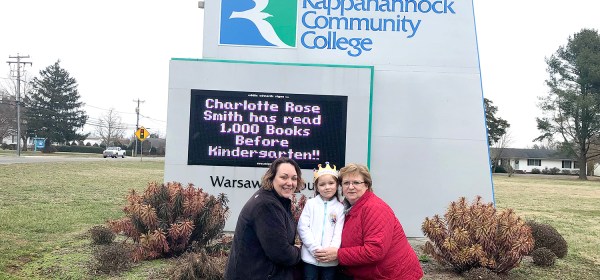 Rappahannock
Community
College
Charlotte Rose
Smith has read
1,000 Books
Before
Kindergarten!!
Warsaw